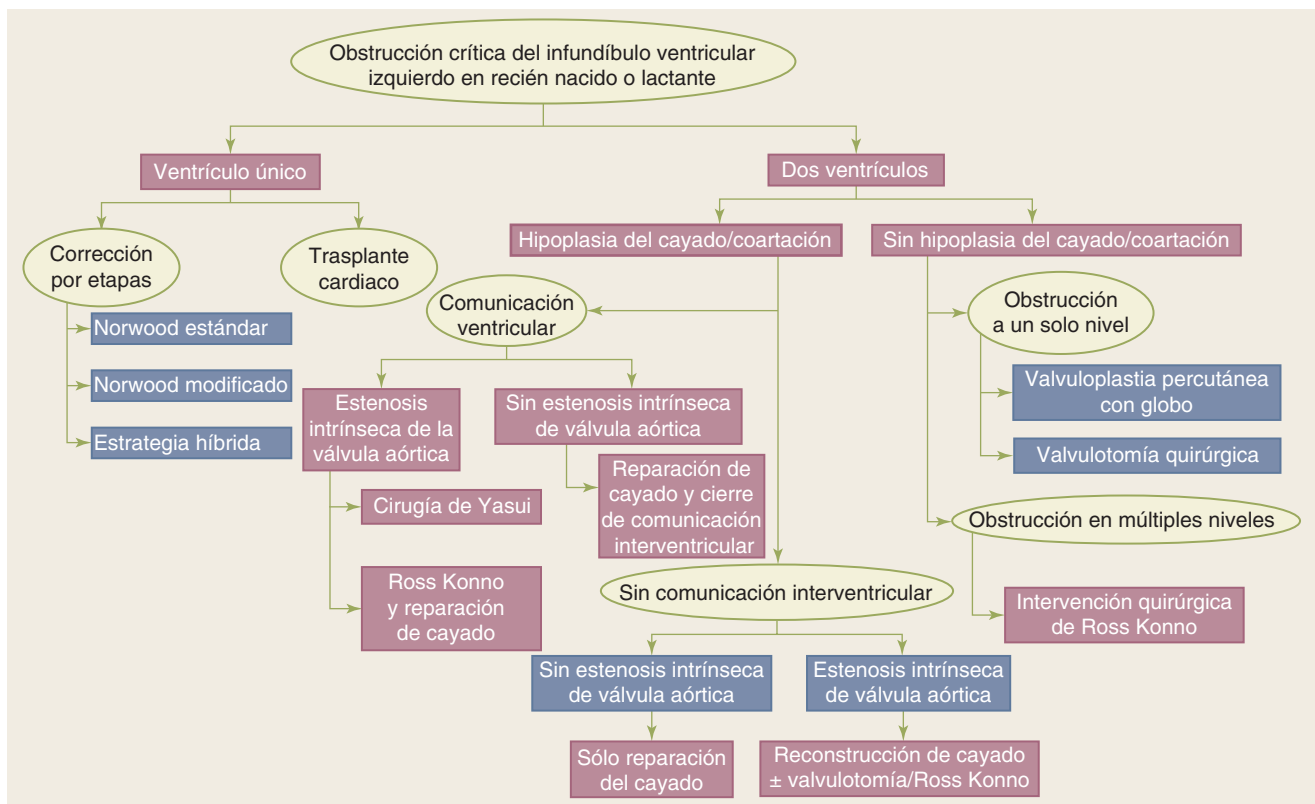 Obstrucción crítica del infundíbulo ventricular
izquierdo en recién nacido o lactante
Ventrículo único
Dos ventrículos
Corrección
por etapas
Trasplante
cardiaco
Norwood estándar
Norwood modificado
Estrategia híbrida
Hipoplasia del cayado/coartación
Sin hipoplasia del cayado/coartación
Comunicación
ventricular
Estenosis
intrínseca de la
válvula aórtica
Sin estenosis intrínseca
de válvula aórtica
Cirugía de Yasui
Ross Konno
y reparación
de cayado
Reparación de
cayado y cierre
de comunicación
interventricular
Sin comunicación interventricular
Sin estenosis intrínseca
de válvula aórtica
Estenosis intrínseca
de válvula aórtica
Sólo reparación
del cayado
Reconstrucción de cayado
± valvulotomía/Ross Konno
Obstrucción
a un solo nivel
Valvuloplastia percutánea
con globo
Valvulotomía quirúrgica
Obstrucción en múltiples niveles
Intervención quirúrgica
de Ross Konno